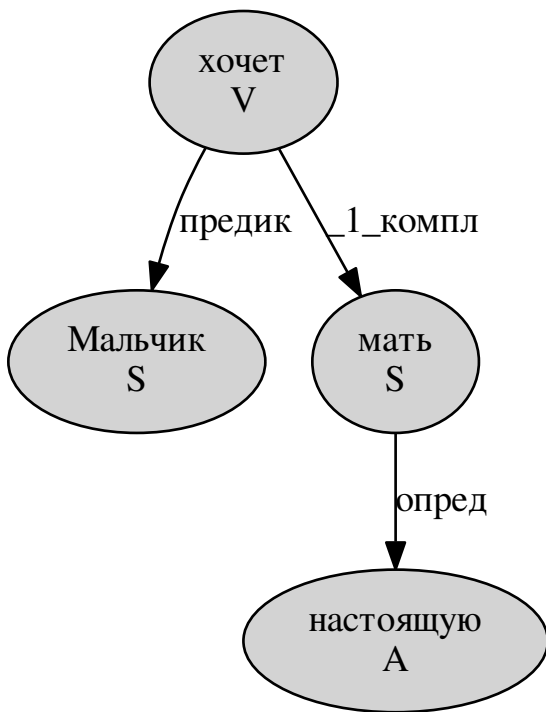 хочет
V
предик
_1_компл
Мальчик
S
мать
S
опред
настоящую
A